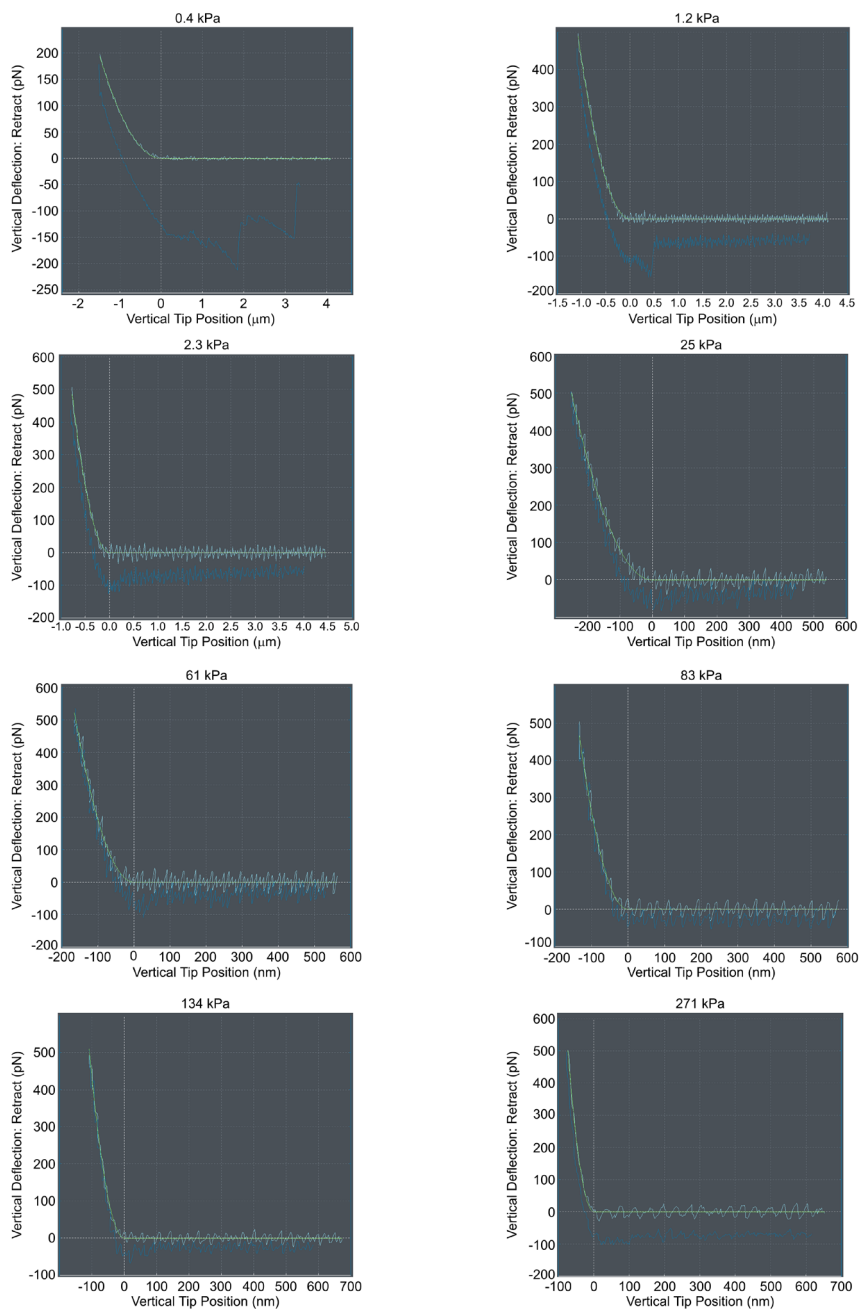 0.4 kPa
Vertical Deflection: Retract (pN)
200
150
100
50
0
-50
-100
-150
-200
-250
-2 -1 0 1 2 3 4
Vertical Tip Position (μm)
1.2 kPa
Vertical Deflection: Retract (pN)
400
300
200
100
0
-100
-200
-1.5 -1.0 -0.5 0.0 0.5 1.0 1.5 2.0 2.5 3.0 3.5 4.0 4.5
Vertical Tip Position (μm)
2.3 kPa
Vertical Deflection: Retract (pN)
600
500
400
300
200
100
0
-100
-200
-1.0 -0.5 0.0 0.5 1.0 1.5 2.0 2.5 3.0 3.5 4.0 4.5 5.0
Vertical Tip Position (μm)
25 kPa
Vertical Deflection: Retract (pN)
600
500
400
300
200
100
0
-200 -100 0 100 200 300 400 500 600
Vertical Tip Position (nm)
61 kPa
Vertical Deflection: Retract (pN)
600
500
400
300
200
100
0
-100
-200
-200 -100 0 100 200 300 400 500 600
Vertical Tip Position (nm)
83 kPa
Vertical Deflection: Retract (pN)
500
400
300
200
100
0
-100
-200 -100 0 100 200 300 400 500 600
Vertical Tip Position (nm)
134 kPa
Vertical Deflection: Retract (pN)
500
400
300
200
100
0
-100
-100 0 100 200 300 400 500 600 700
Vertical Tip Position (nm)
271 kPa
Vertical Deflection: Retract (pN)
600
500
400
300
200
100
0
-100
-200
-100 0 100 200 300 400 500 600 700
Vertical Tip Position (nm)